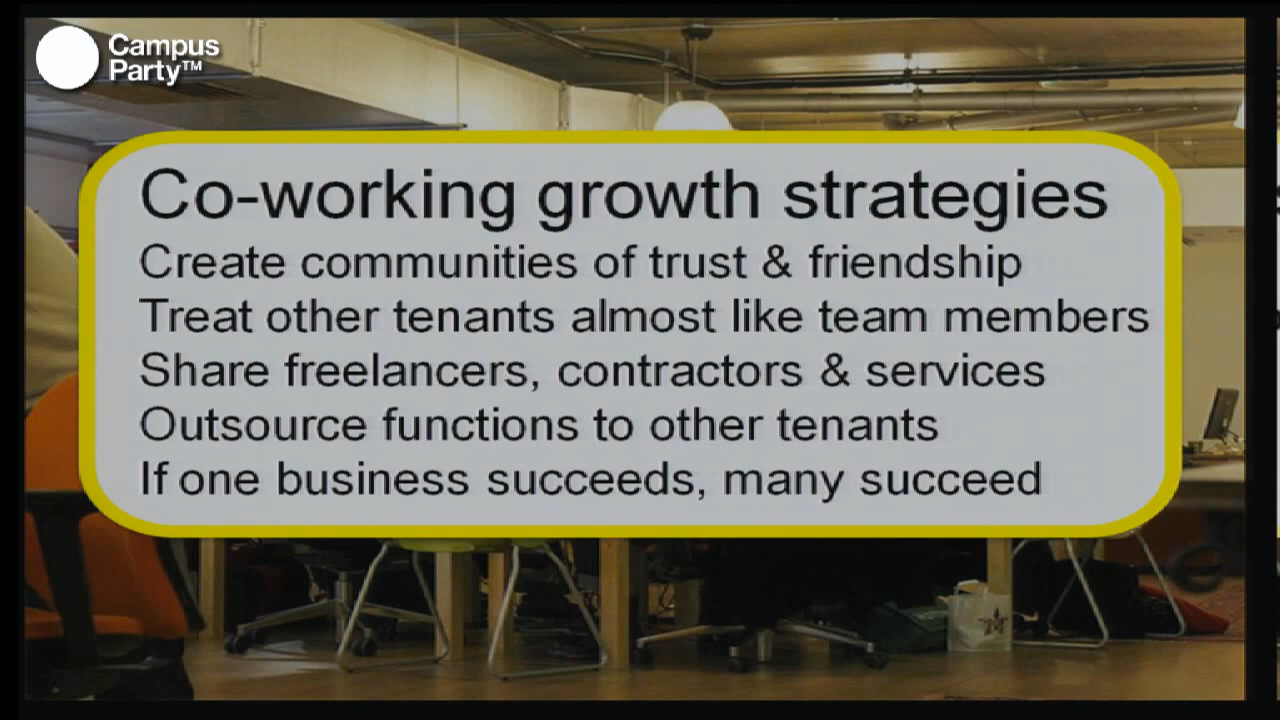 Campus
Party™
Co-working growth strategies
Create communities of trust & friendship
Treat other tenants almost like team members
Share freelancers, contractors & services
Outsource functions to other tenants
If one business succeeds, many succeed